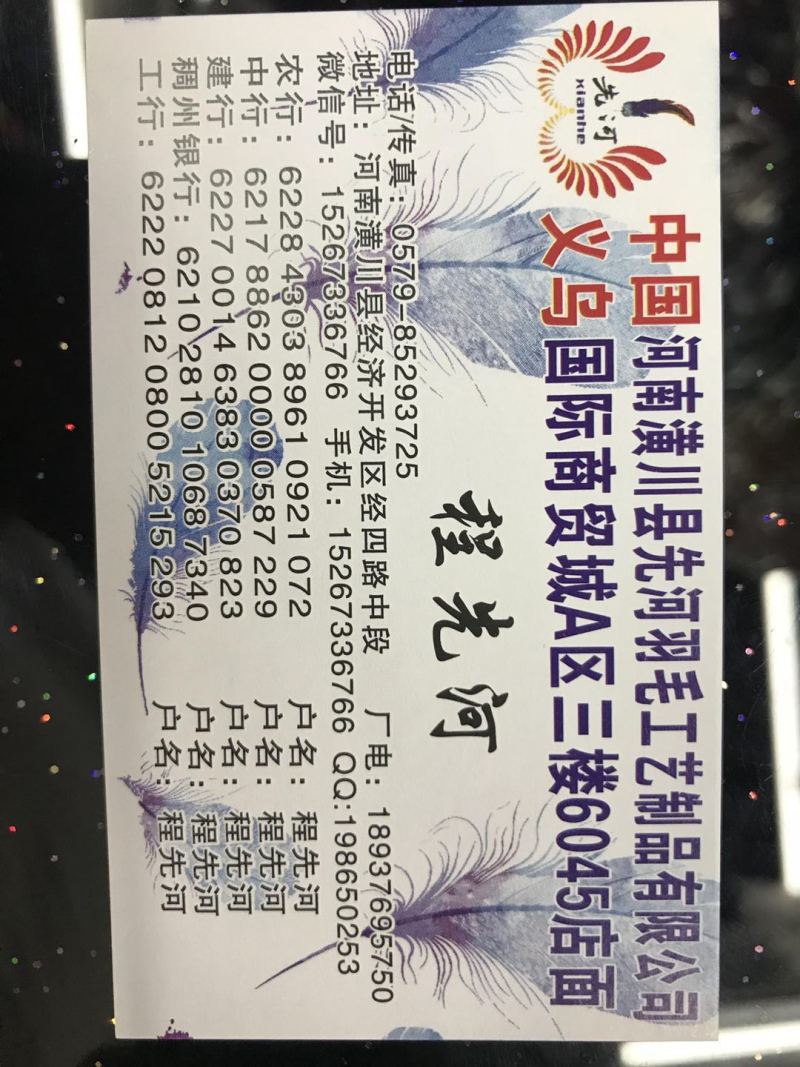 先河
xianhe
中国河南潢川县先河羽毛工艺制品有限公司
义乌国际商贸城A区三楼6045店面
程先河
电话/传真：0579-85293725
地址：河南潢川县经济开发区经四路中段 厂电：18937695750
微信号：15267336766 手机：15267336766 QQ:198650253
农行：6228 4303 8961 0921 072 户名：程先河
中行：6217 8862 0000 0587 229 户名：程先河
建行：6227 0014 6383 0370 823 户名：程先河
稠州银行：6210 2810 1068 7340 户名：程先河
工行：6222 0812 0800 5215 293 户名：程先河